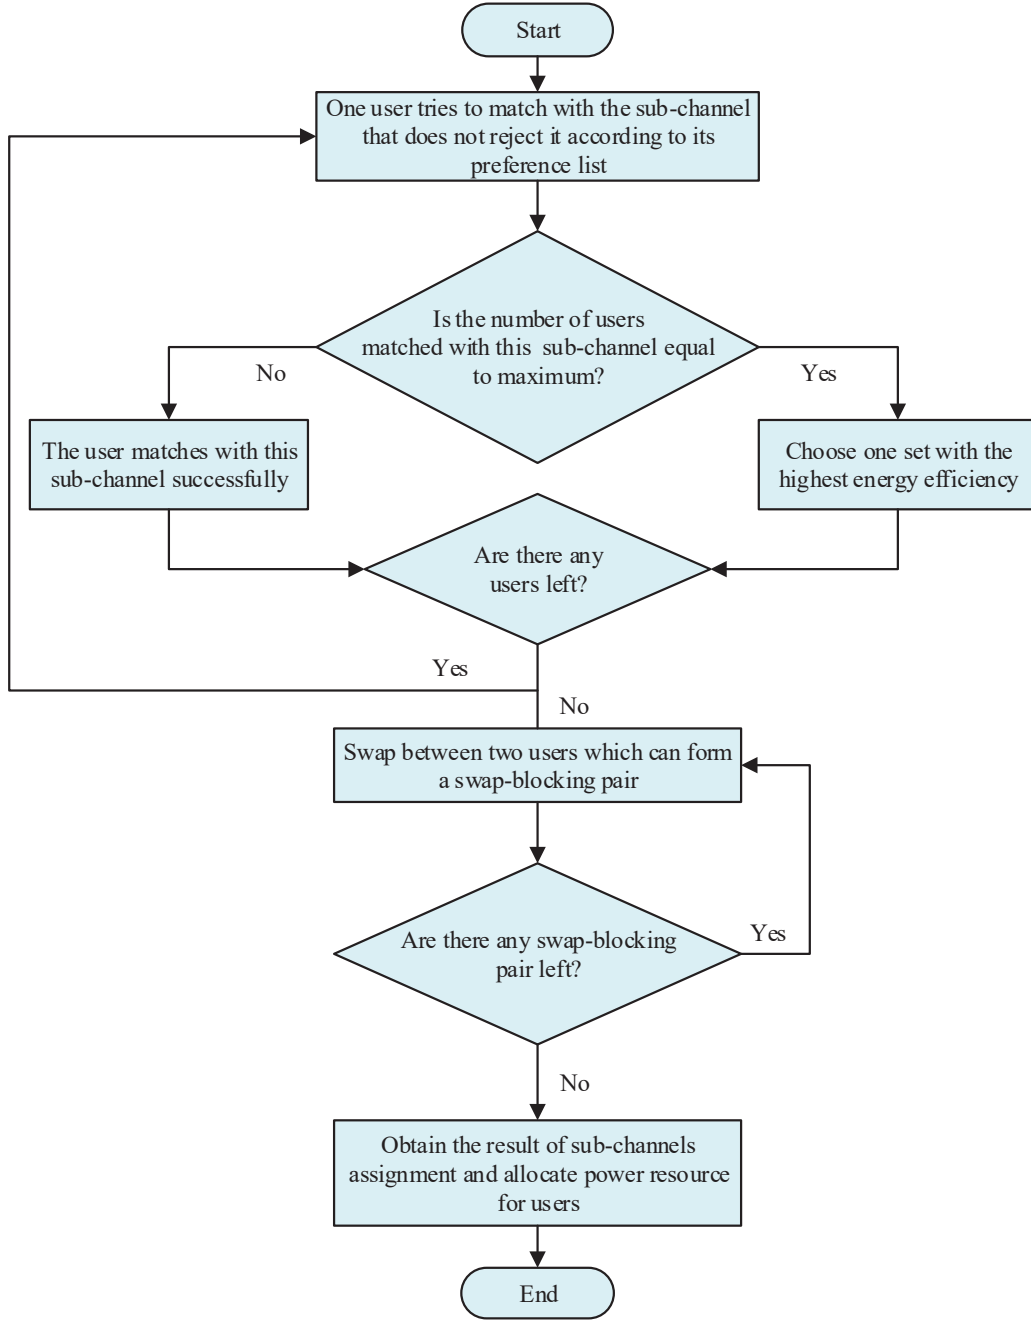 Start
One user tries to match with the sub-channel
that does not reject it according to its
preference list
Is the number of users
matched with this sub-channel equal
to maximum?
No
Yes
The user matches with this
sub-channel successfully
Choose one set with the
highest energy efficiency
Are there any
users left?
Yes
No
Swap between two users which can form
a swap-blocking pair
Are there any swap-blocking
pair left?
Yes
No
Obtain the result of sub-channels
assignment and allocate power resource
for users
End